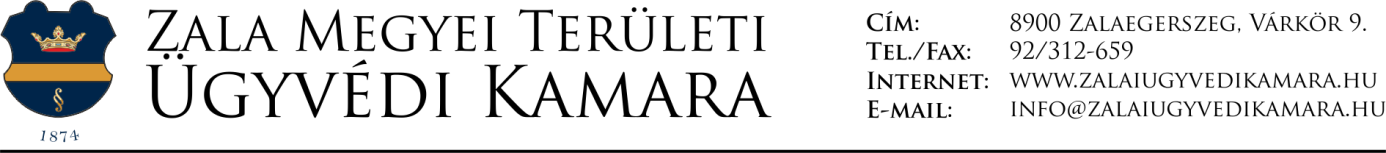 §
1874
Zala Megyei Területi
Ügyvédi Kamara
Cím: 8900 Zalaegerszeg, Várkör 9.
Tel./Fax: 92/312-659
Internet: www.zalaiugyvedikamara.hu
E-mail: info@zalaiugyvedikamara.hu